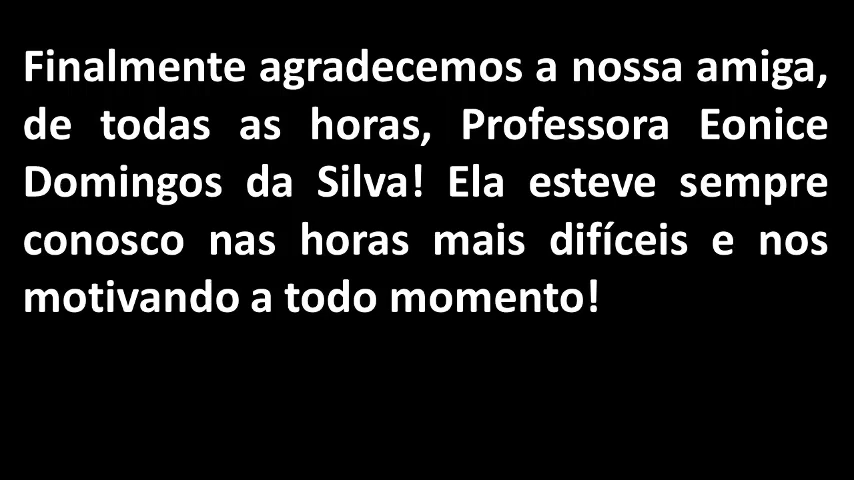 Finalmente agradecemos a nossa amiga,
de todas as horas, Professora Eonice
Domingos da Silva! Ela esteve sempre
conosco nas horas mais difíceis e nos
motivando a todo momento!